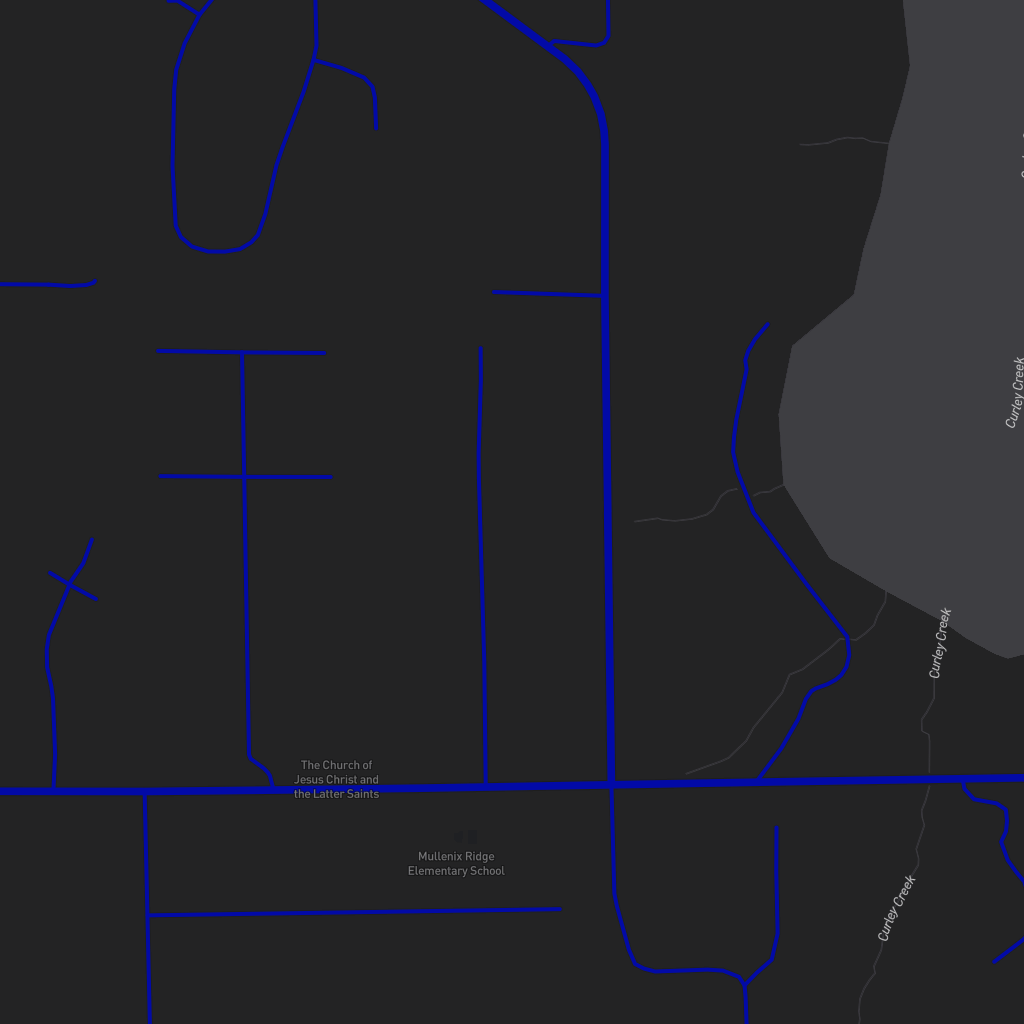 Curley Creek
Curley Creek
The Church of
Jesus Christ and
the Latter Saints
Mullenix Ridge
Elementary School
Curley Creek